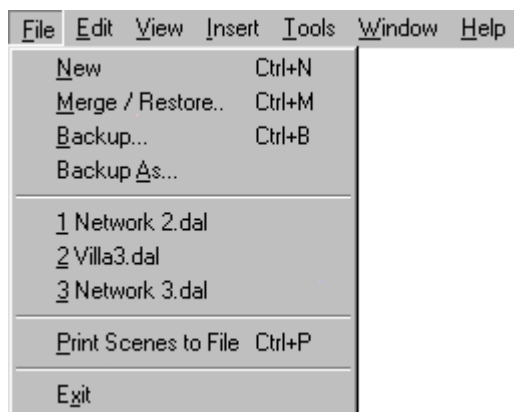 File Edit View Insert Tools Window Help
New Ctrl+N
Merge / Restore.. Ctrl+M
Backup... Ctrl+B
Backup As...
1 Network 2.dal
2 Villa3.dal
3 Network 3.dal
Print Scenes to File Ctrl+P
Exit